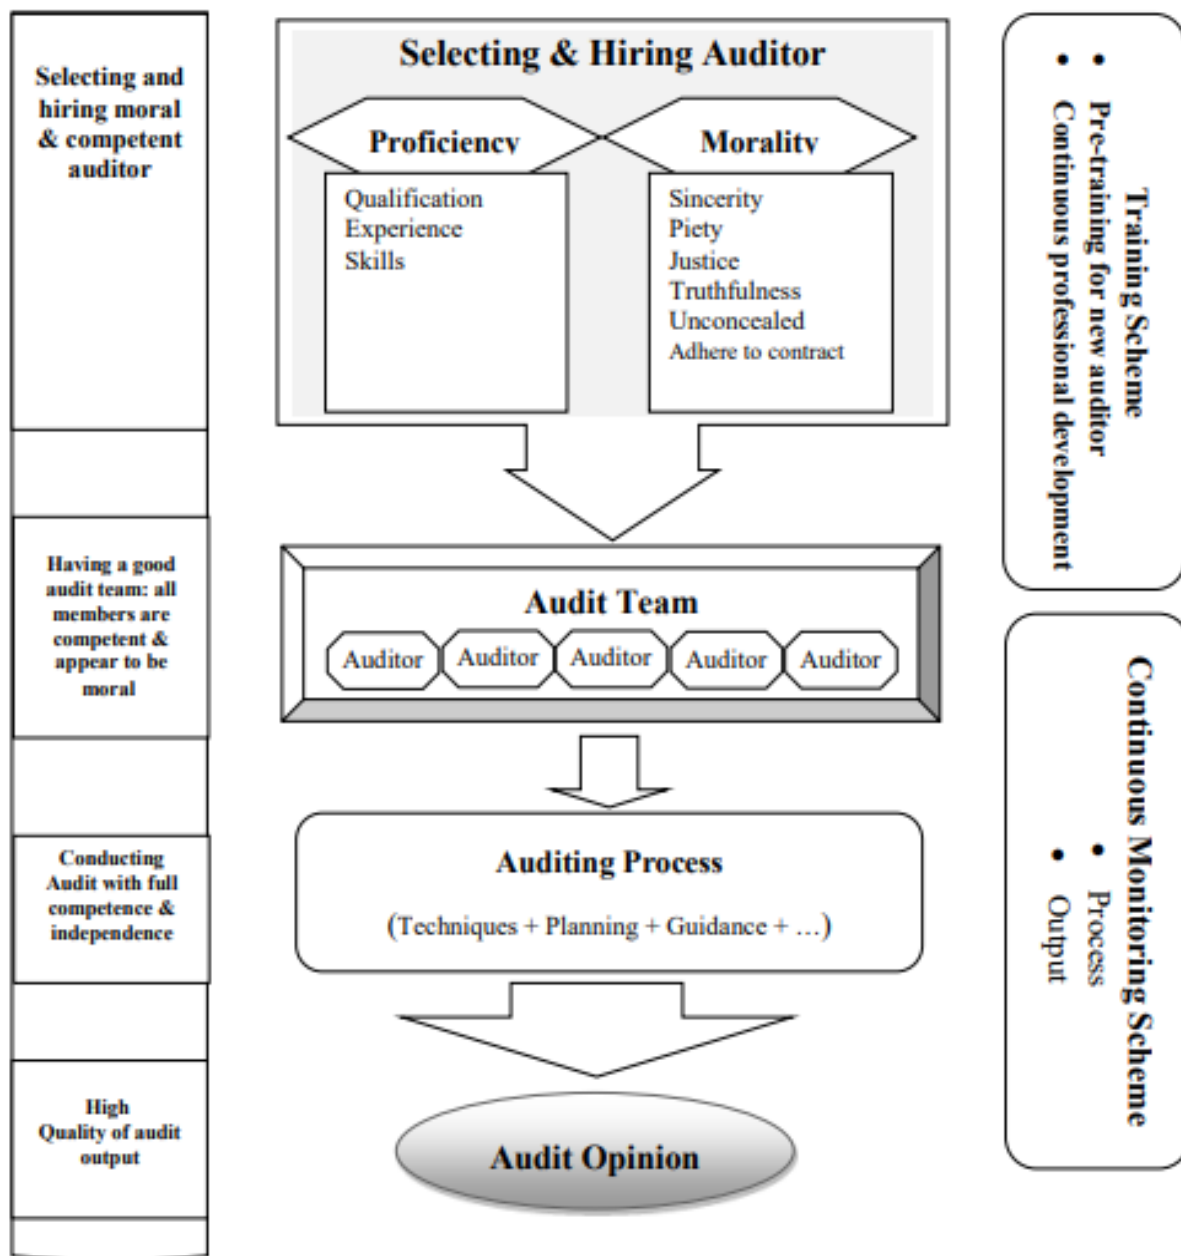 Selecting and
hiring moral
& competent
auditor
Having a good
audit team: all
members are
competent &
appear to be
moral
Conducting
Audit with full
competence &
independence
High
Quality of audit
output
Selecting & Hiring Auditor
Proficiency
Qualification
Experience
Skills
Morality
Sincerity
Piety
Justice
Truthfulness
Unconcealed
Adhere to contract
Audit Team
Auditor
Auditor
Auditor
Auditor
Auditor
Auditing Process
(Techniques + Planning + Guidance + …)
Audit Opinion
Training Scheme
• Pre-training for new auditor
• Continuous professional development
Continuous Monitoring Scheme
• Process
• Output